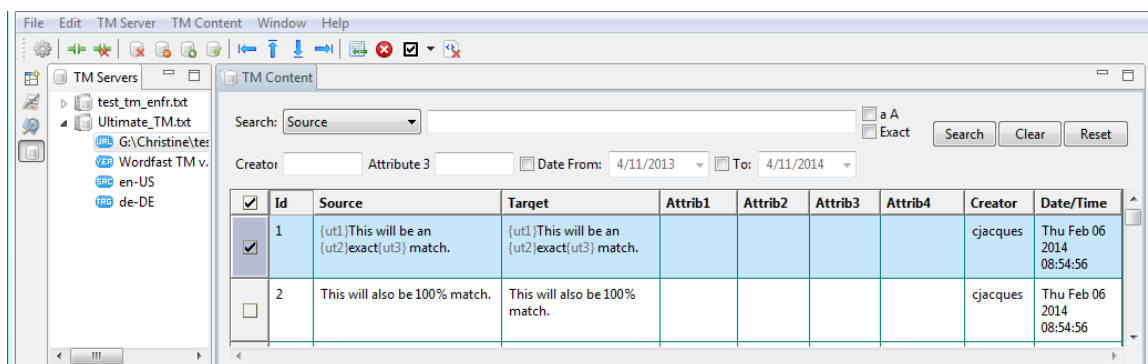 File Edit TM Server TM Content Window Help
TM Servers
TM Content
test_tm_enfr.txt
Ultimate_TM.txt
URL G:\Christine\tes
VER Wordfast TM v.
SRC en-US
TRG de-DE
Search: Source
a A
Exact
Search Clear Reset
Creator Attribute 3 Date From: 4/11/2013 To: 4/11/2014
Id Source Target Attrib1 Attrib2 Attrib3 Attrib4 Creator Date/Time
1 {ut1}This will be an {ut1}This will be an cjacques Thu Feb 06
{ut2}exact{ut3} match. {ut2}exact{ut3} match. 2014
08:54:56
2 This will also be 100% match. This will also be 100% cjacques Thu Feb 06
match. 2014
08:54:56